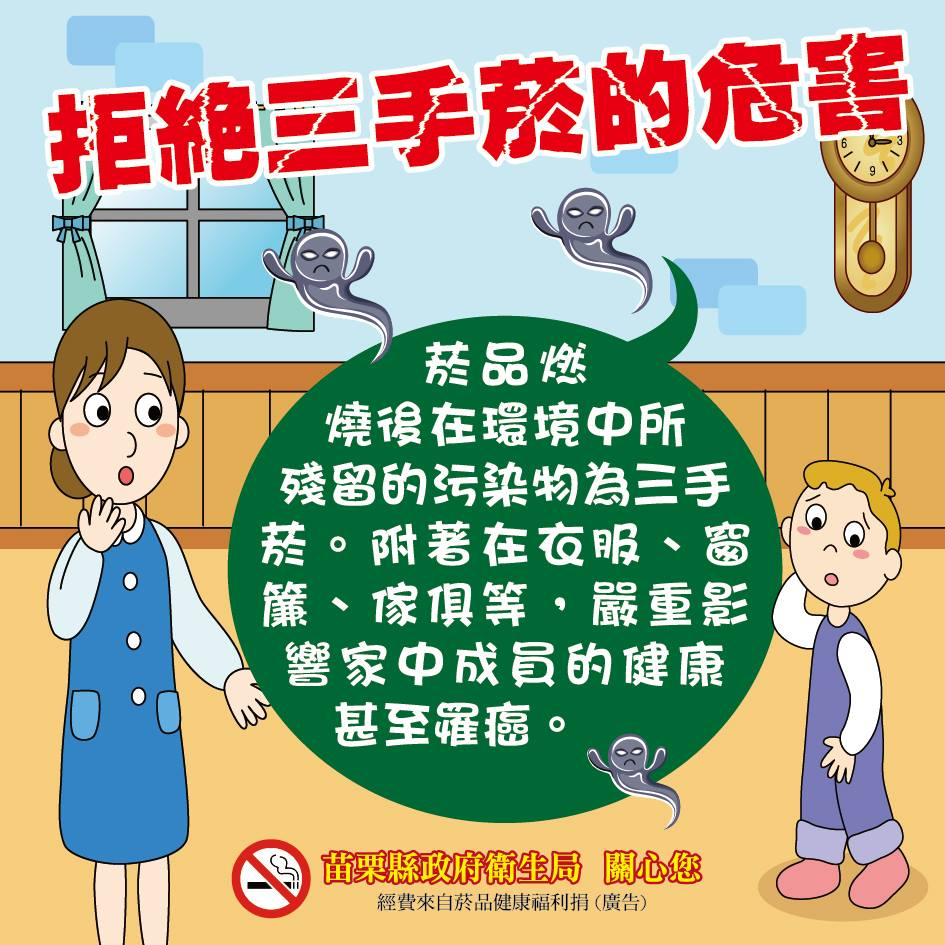 拒絕三手菸的危害
菸品燃
燒後在環境中所
殘留的污染物為三手
菸。附著在衣服、窗
簾、傢俱等，嚴重影
響家中成員的健康
甚至罹癌。
苗栗縣政府衛生局 關心您
經費來自菸品健康福利捐（廣告）
6 3
9